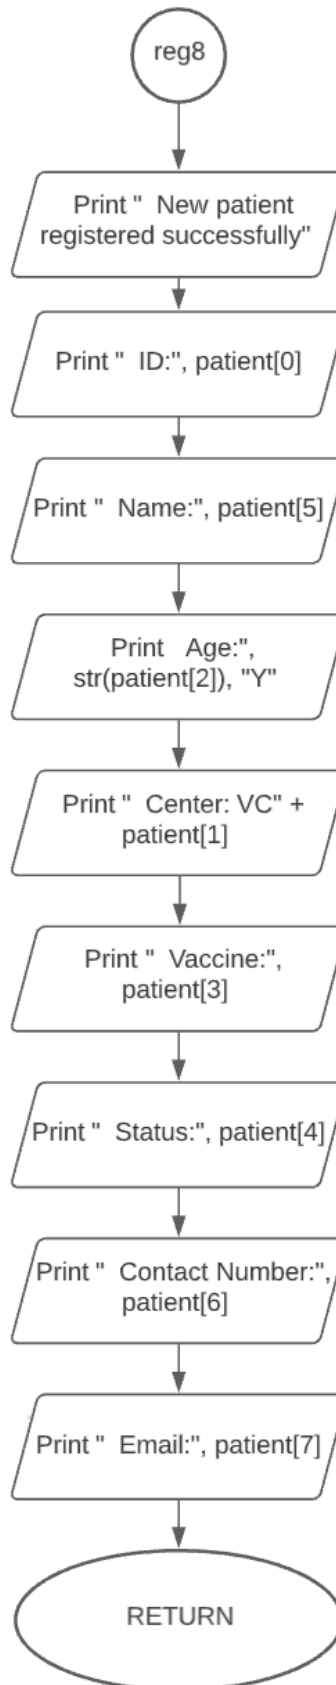 reg8
Print "  New patient
registered successfully"
Print "  ID:", patient[0]
Print "  Name:", patient[5]
Print   Age:",
str(patient[2]), "Y"
Print "  Center: VC" +
patient[1]
Print "  Vaccine:",
patient[3]
Print "  Status:", patient[4]
Print "  Contact Number:",
patient[6]
Print "  Email:", patient[7]
RETURN